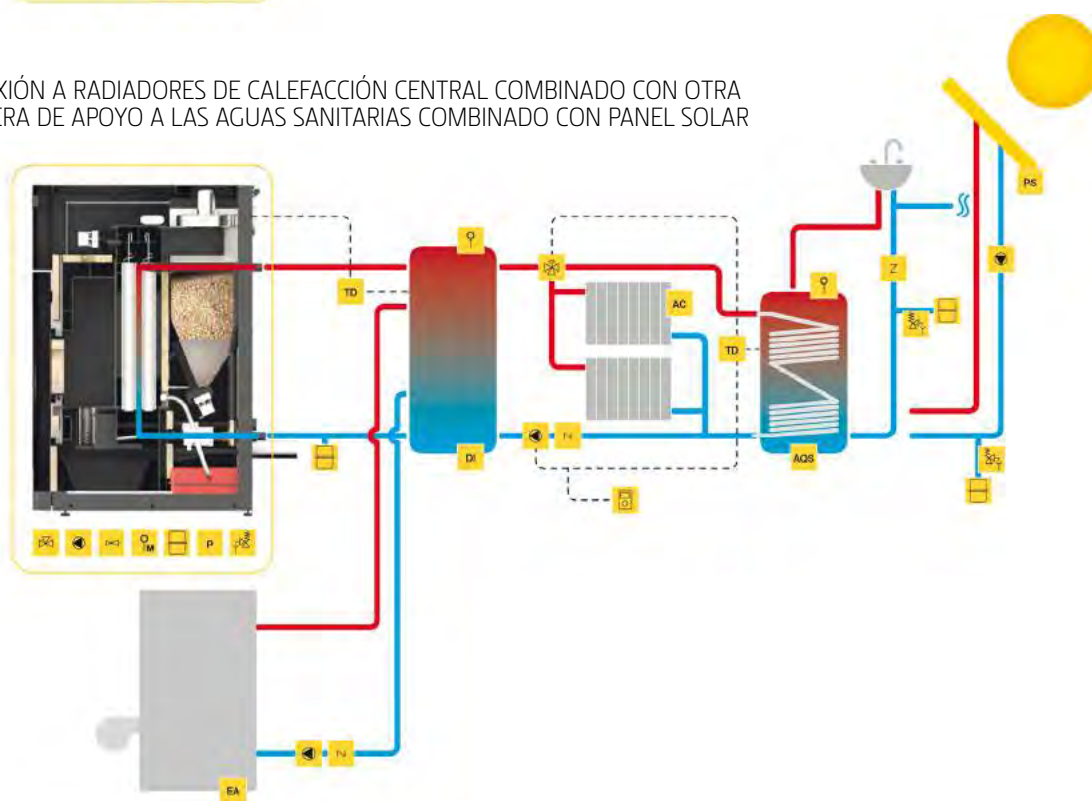 XIÓN A RADIADORES DE CALEFACCIÓN CENTRAL COMBINADO CON OTRA
ERA DE APOYO A LAS AGUAS SANITARIAS COMBINADO CON PANEL SOLAR
PS
TD
AC
TD
DI
AQS
M
P
EA